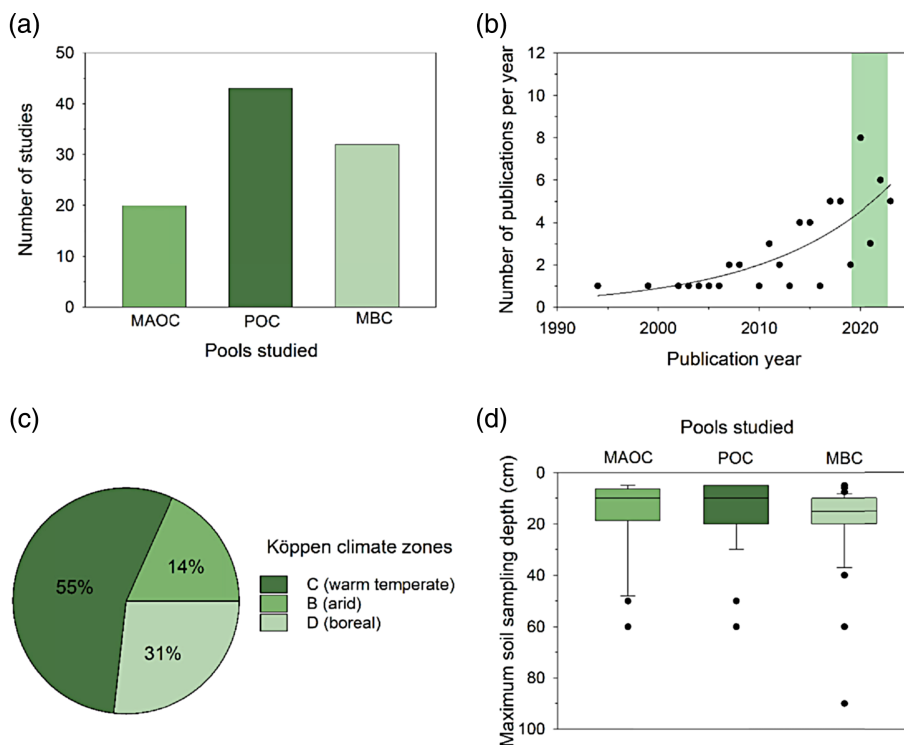 (a)
50
40
30
20
10
0
Number of studies
MAOC POC MBC
Pools studied
(b)
12
10
8
6
4
2
0
Number of publications per year
1990 2000 2010 2020
Publication year
(c)
55%
14%
31%
Köppen climate zones
C (warm temperate)
B (arid)
D (boreal)
(d)
Pools studied
MAOC POC MBC
0
20
40
60
80
100
Maximum soil sampling depth (cm)